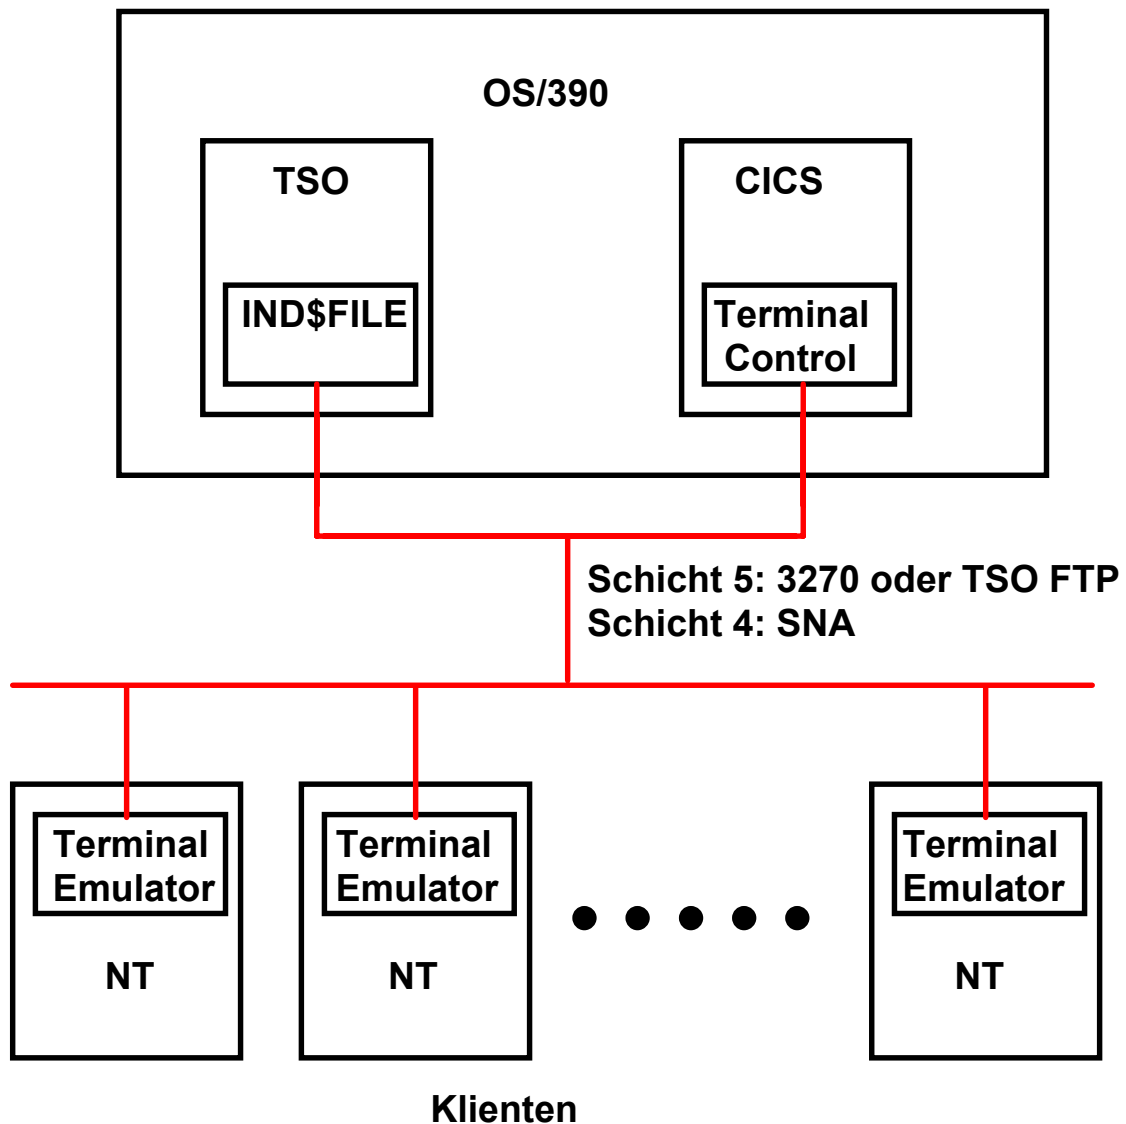 OS/390
TSO
CICS
IND$FILE
Terminal
Control
Schicht 5: 3270 oder TSO FTP
Schicht 4: SNA
Terminal
Emulator
NT
Terminal
Emulator
NT
Terminal
Emulator
NT
Klienten